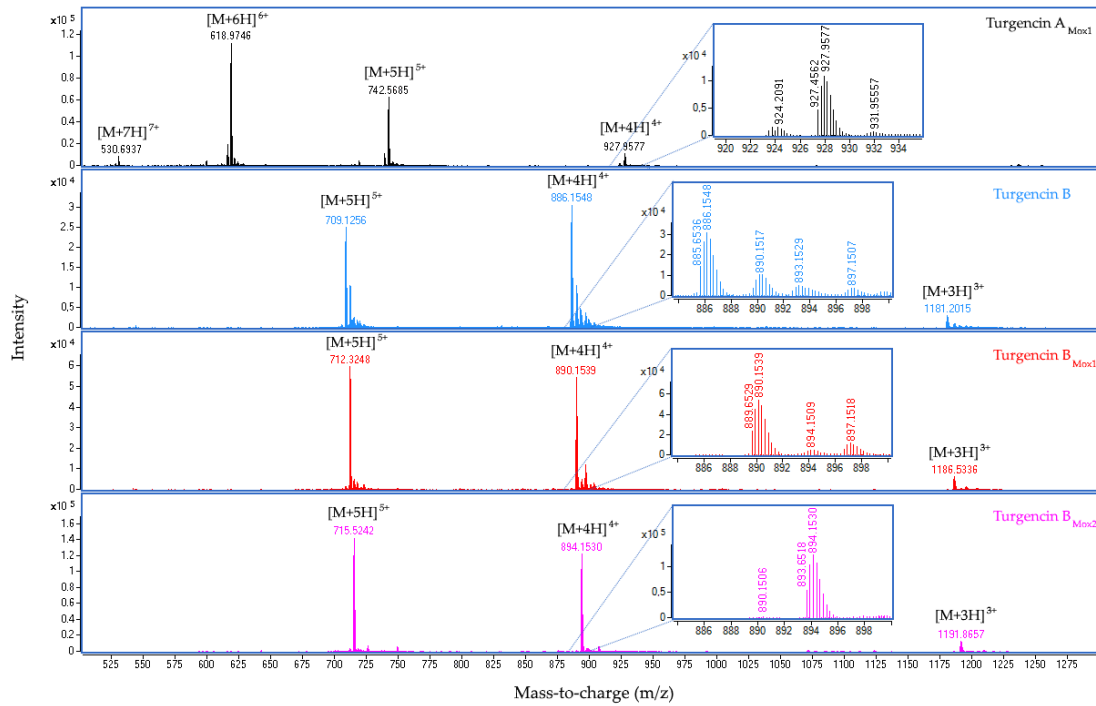 x10 5
[M+6H]6+
618.9746
Turgencin A Mox1
1.2
1
0.8
0.6
0.4
0.2
0
[M+5H]5+
742.5685
[M+7H]7+
530.6937
[M+4H]4+
927.9577
x10 4
1
0,5
0
924.2091
927.4562
927.9577
931.95557
920 922 924 926 928 930 932 934
x10 4
[M+4H]4+
886.1548
Turgencin B
3
2.5
2
1.5
1
0,5
0
[M+5H]5+
709.1256
[M+3H]3+
1181.2015
x10 4
3
2
1
0
885.6536
886.1548
890.1517
893.1529
897.1507
886 888 890 892 894 896 898
x10 4
[M+5H]5+
712.3248
[M+4H]4+
890.1539
Turgencin B Mox1
6
5
4
3
2
1
0
[M+3H]3+
1186.5336
x10 4
6
4
2
0
889.6529
890.1539
894.1509
897.1518
886 888 890 892 894 896 898
x10 5
[M+5H]5+
715.5242
[M+4H]4+
894.1530
Turgencin B Mox2
1.6
1.4
1.2
1
0.8
0.6
0.4
0.2
0
[M+3H]3+
1191.8657
x10 5
1
0,5
0
890.1506
893.6518
894.1530
886 888 890 892 894 896 898
525 550 575 600 625 650 675 700 725 750 775 800 825 850 875 900 925 950 975 1000 1025 1050 1075 1100 1125 1150 1175 1200 1225 1250 1275
Intensity
Mass-to-charge (m/z)